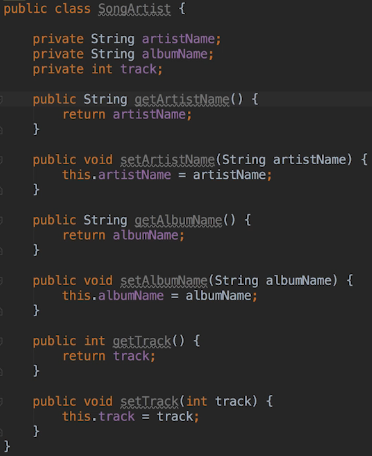 public class SongArtist {
private String artistName;
private String albumName;
private int track;
public String getArtistName() {
return artistName;
}
public void setArtistName(String artistName) {
this.artistName = artistName;
}
public String getAlbumName() {
return albumName;
}
public void setAlbumName(String albumName) {
this.albumName = albumName;
}
public int getTrack() {
return track;
}
public void setTrack(int track) {
this.track = track;
}
}